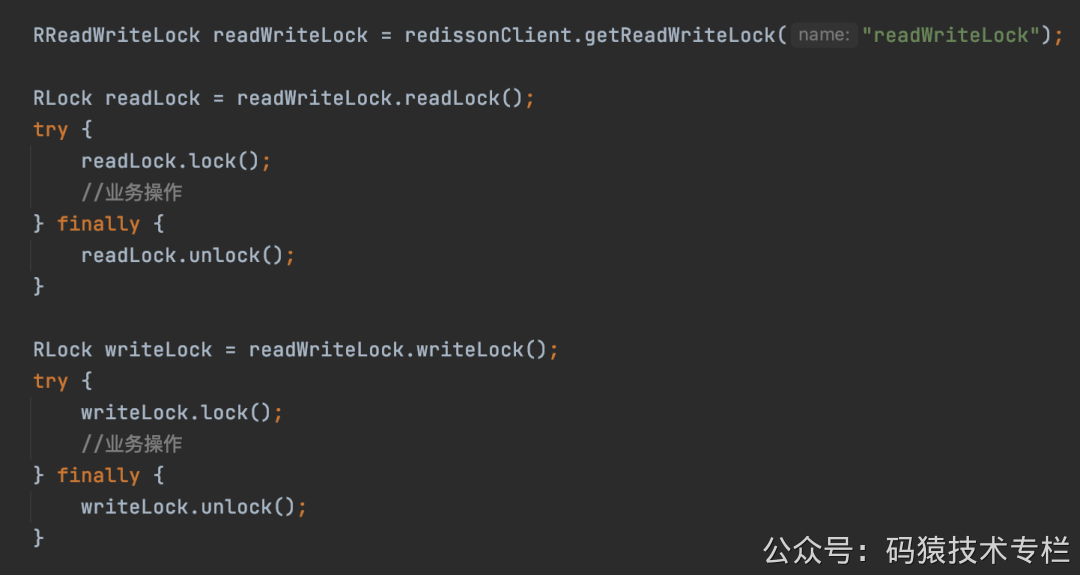 RReadWriteLock readWriteLock = redissonClient.getReadWriteLock( name: "readWriteLock");
RLock readLock = readWriteLock.readLock();
try {
readLock.lock();
//业务操作
} finally {
readLock.unlock();
}
RLock writeLock = readWriteLock.writeLock();
try {
writeLock.lock();
//业务操作
} finally {
writeLock.unlock();
}
公众号：码猿技术专栏